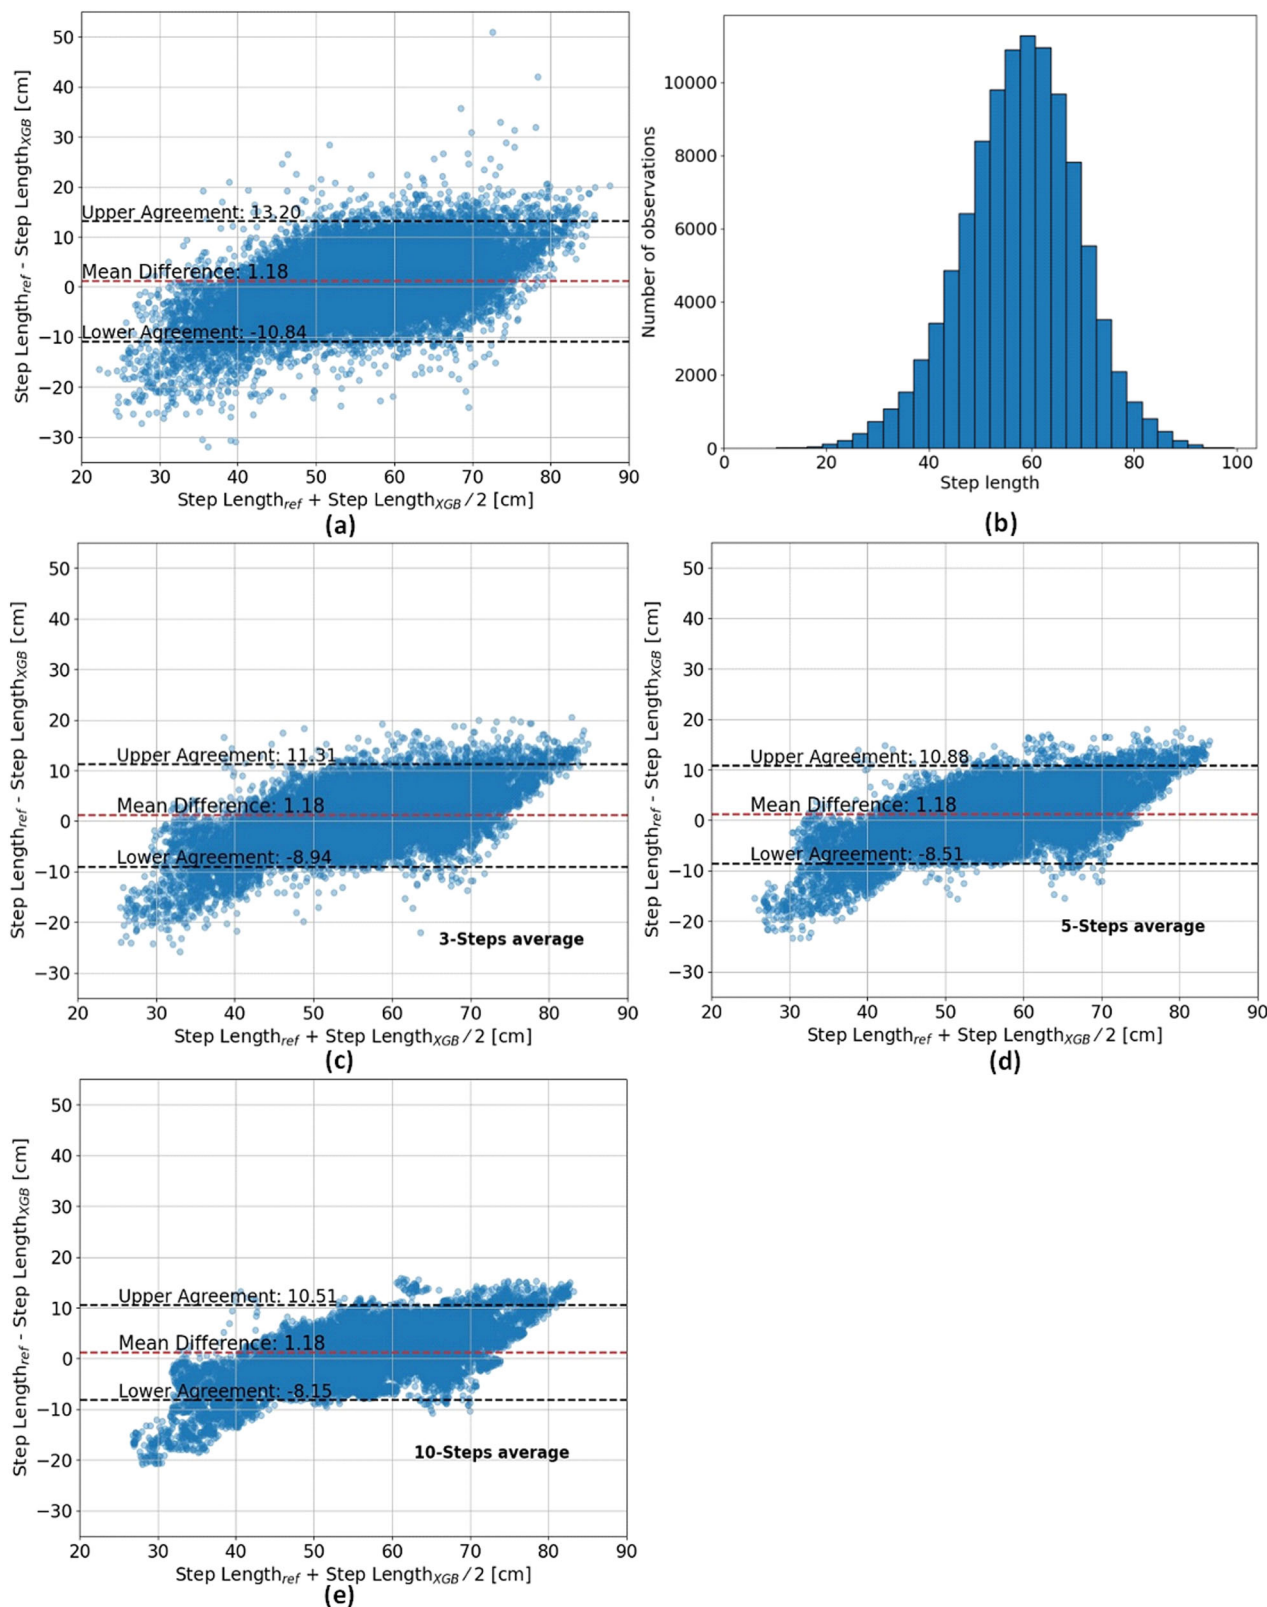 50
40
30
20
10
0
−10
−20
−30
Step Length_ref - Step Length_XGB [cm]
Upper Agreement: 13.20
Mean Difference: 1.18
Lower Agreement: -10.84
20 30 40 50 60 70 80 90
Step Length_ref + Step Length_XGB / 2 [cm]
(a)
10000
8000
6000
4000
2000
0
Number of observations
0 20 40 60 80 100
Step length
(b)
50
40
30
20
10
0
−10
−20
−30
Step Length_ref - Step Length_XGB [cm]
Upper Agreement: 11.31
Mean Difference: 1.18
Lower Agreement: -8.94
3-Steps average
20 30 40 50 60 70 80 90
Step Length_ref + Step Length_XGB / 2 [cm]
(c)
50
40
30
20
10
0
−10
−20
−30
Step Length_ref - Step Length_XGB [cm]
Upper Agreement: 10.88
Mean Difference: 1.18
Lower Agreement: -8.51
5-Steps average
20 30 40 50 60 70 80 90
Step Length_ref + Step Length_XGB / 2 [cm]
(d)
50
40
30
20
10
0
−10
−20
−30
Step Length_ref - Step Length_XGB [cm]
Upper Agreement: 10.51
Mean Difference: 1.18
Lower Agreement: -8.15
10-Steps average
20 30 40 50 60 70 80 90
Step Length_ref + Step Length_XGB / 2 [cm]
(e)